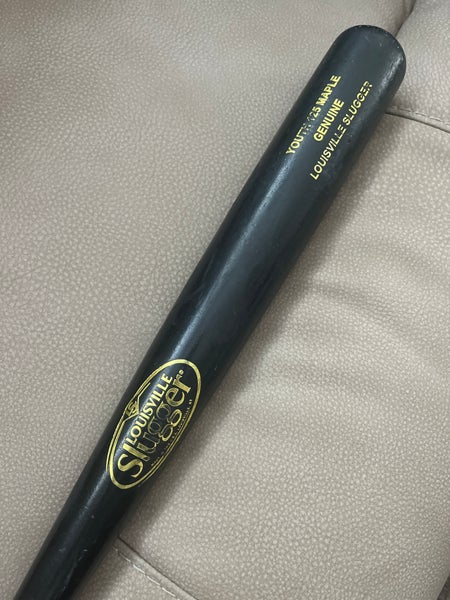 YOUTH 125 MAPLE
GENUINE
LOUISVILLE SLUGGER
LOUISVILLE
Slugger®